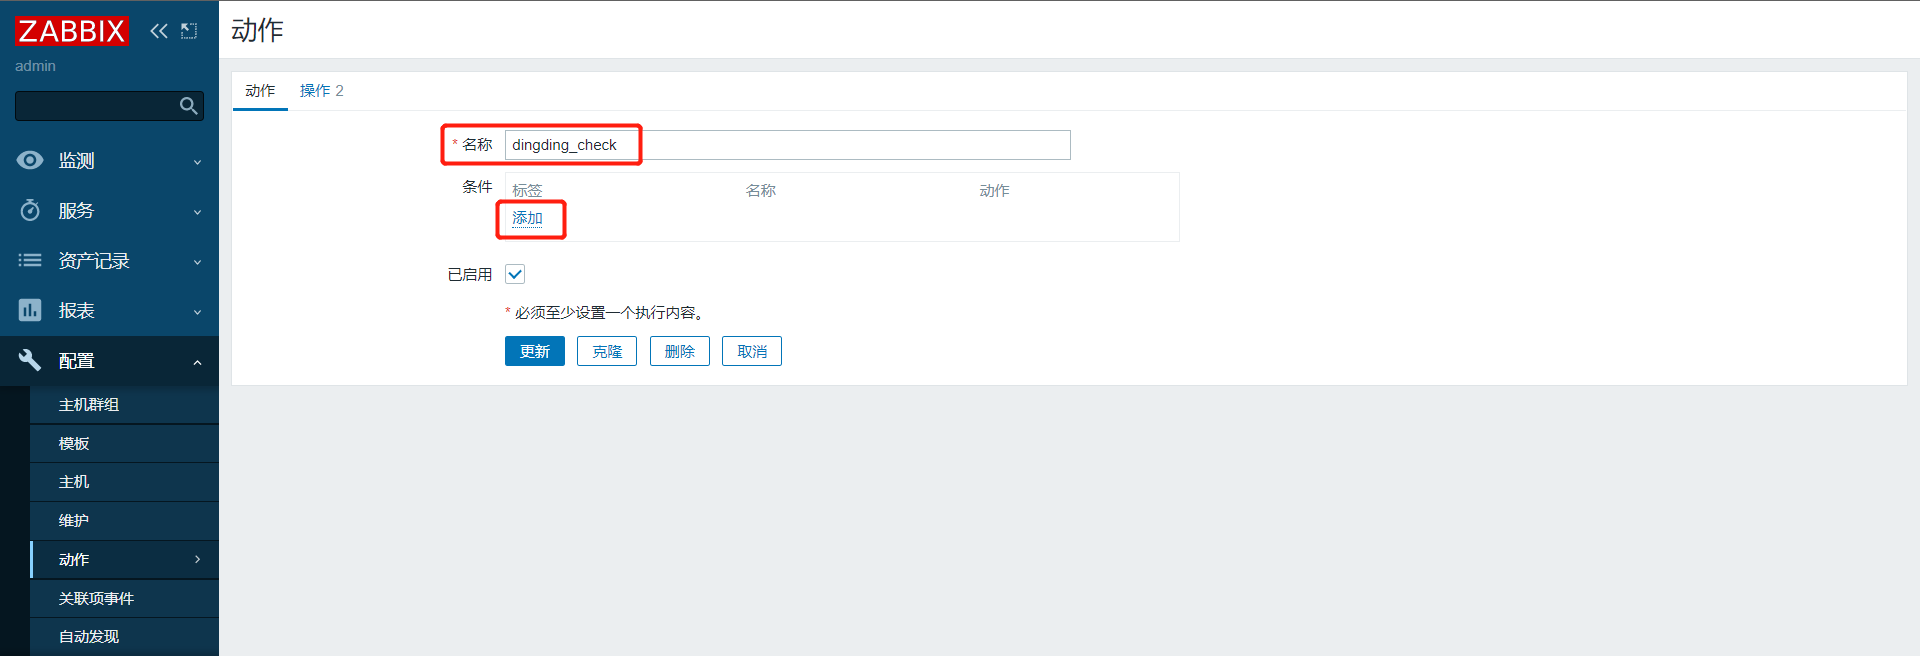 ZABBIX
admin
监测
服务
资产记录
报表
配置
主机群组
模板
主机
维护
动作
关联项事件
自动发现
动作
动作 操作 2
* 名称 dingding_check
条件 标签 名称 动作
添加
已启用
* 必须至少设置一个执行内容。
更新 克隆 删除 取消